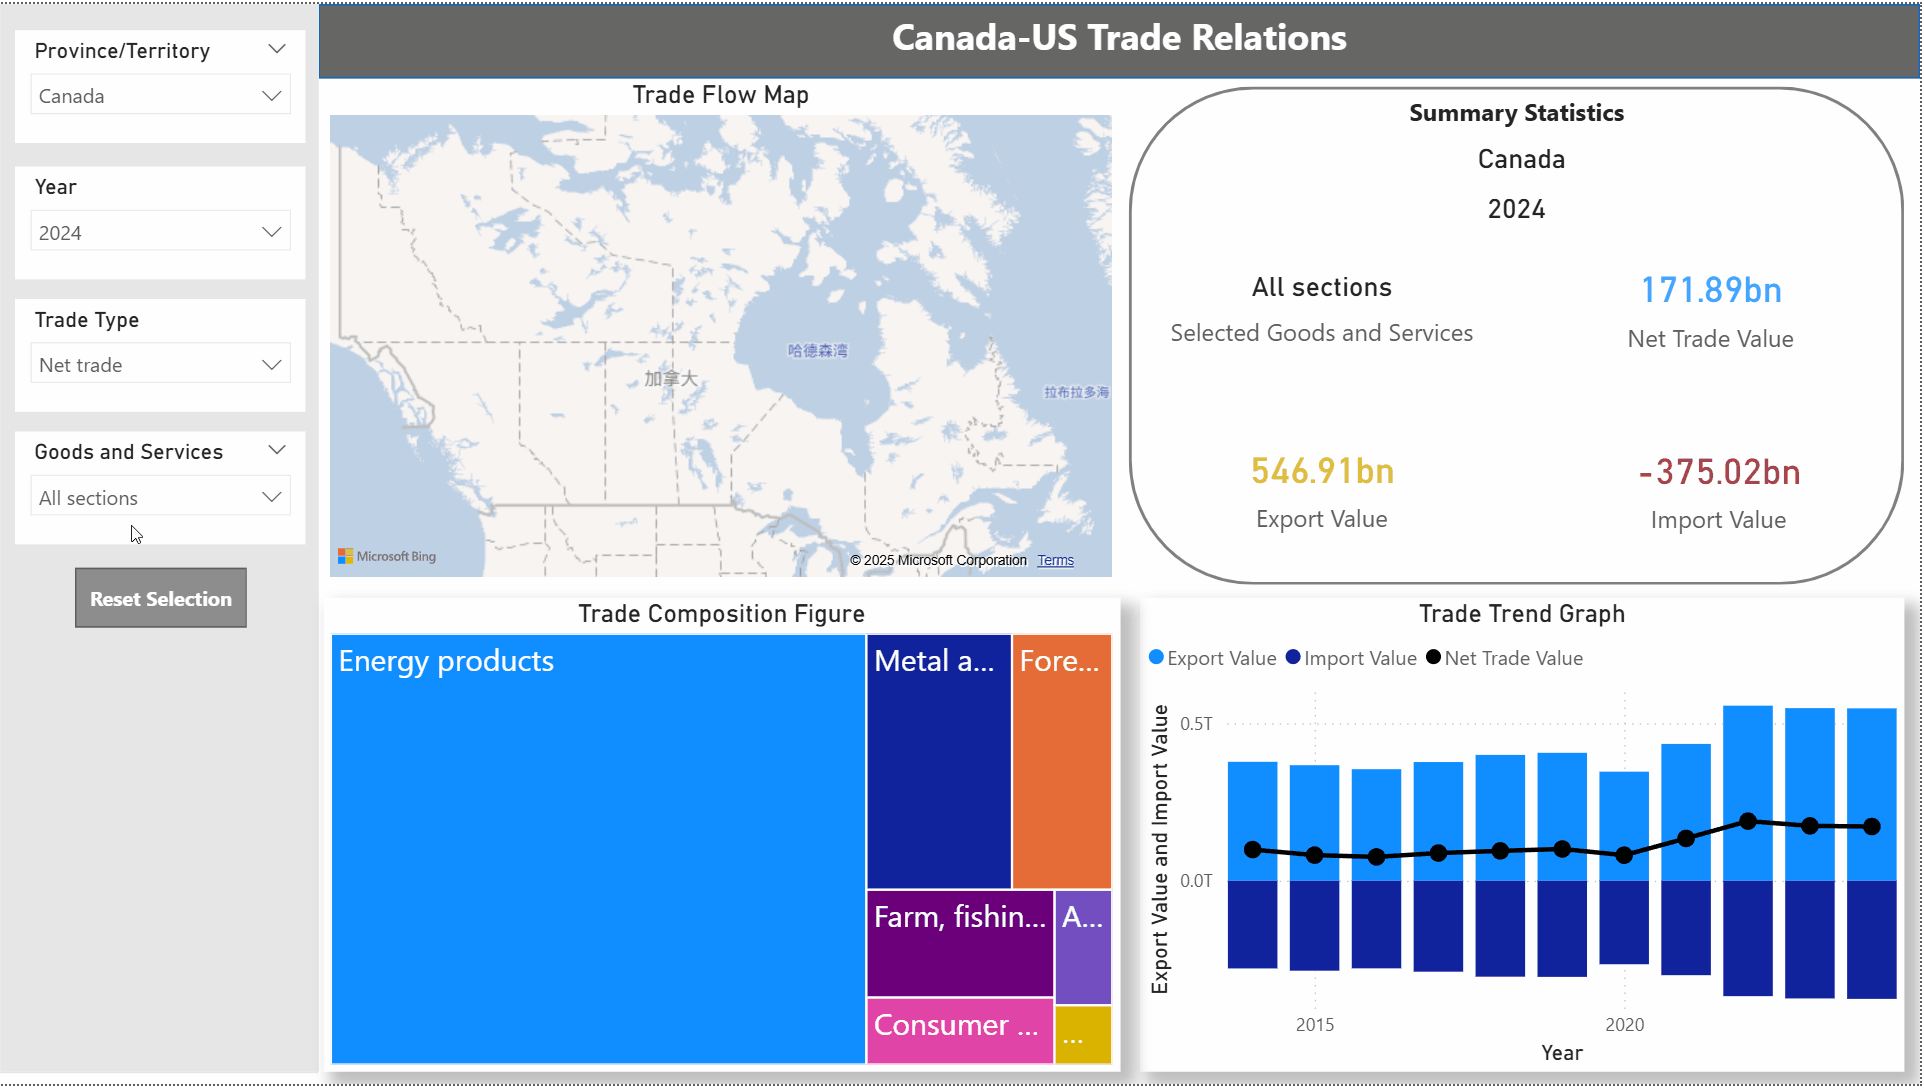 Canada-US Trade Relations
Province/Territory
Canada
Year
2024
Trade Type
Net trade
Goods and Services
All sections
Reset Selection
Trade Flow Map
哈德森湾
加拿大
拉布拉多海
Microsoft Bing
© 2025 Microsoft Corporation Terms
Summary Statistics
Canada
2024
All sections
Selected Goods and Services
171.89bn
Net Trade Value
546.91bn
Export Value
-375.02bn
Import Value
Trade Composition Figure
Energy products
Metal a...
Fore...
Farm, fishin...
A...
Consumer ...
...
Trade Trend Graph
Export Value Import Value Net Trade Value
Export Value and Import Value
0.5T
0.0T
2015
2020
Year